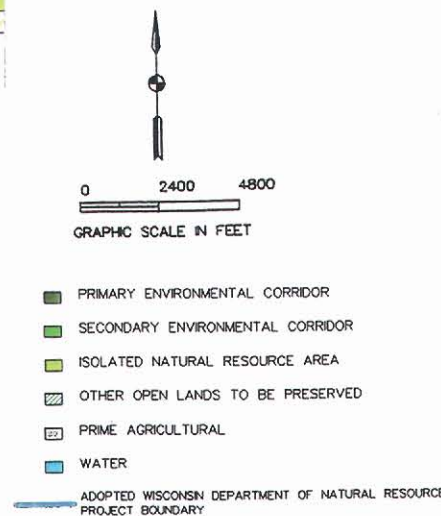 0 2400 4800
GRAPHIC SCALE IN FEET
PRIMARY ENVIRONMENTAL CORRIDOR
SECONDARY ENVIRONMENTAL CORRIDOR
ISOLATED NATURAL RESOURCE AREA
OTHER OPEN LANDS TO BE PRESERVED
PRIME AGRICULTURAL
WATER
ADOPTED WISCONSIN DEPARTMENT OF NATURAL RESOURCE
PROJECT BOUNDARY